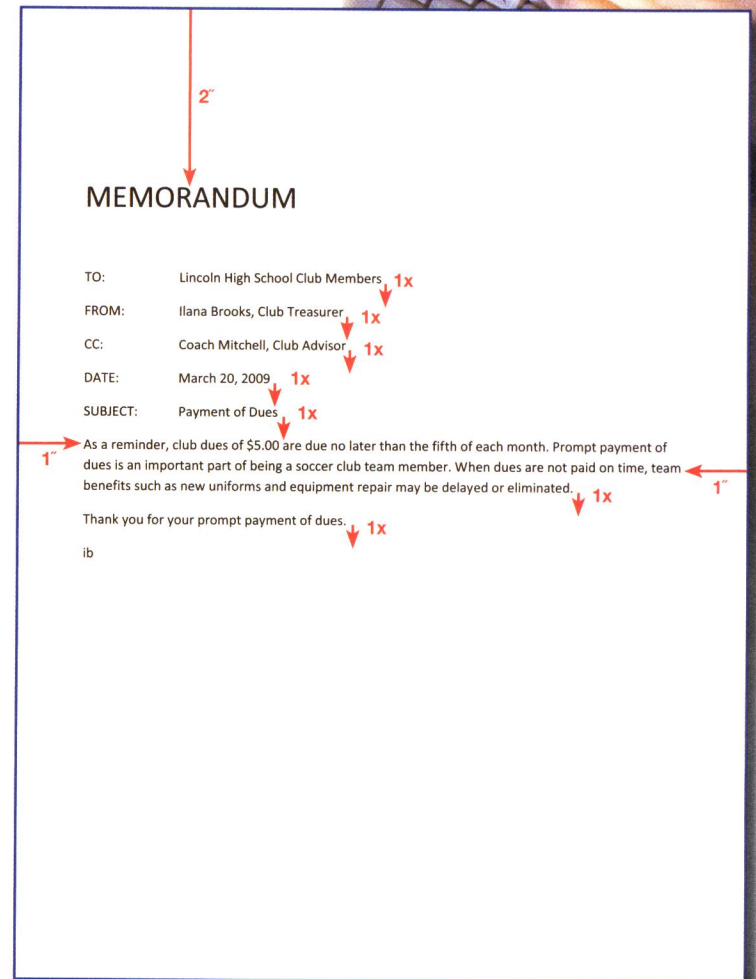 2″
MEMORANDUM
TO: Lincoln High School Club Members 1x
FROM: Ilana Brooks, Club Treasurer 1x
CC: Coach Mitchell, Club Advisor 1x
DATE: March 20, 2009 1x
SUBJECT: Payment of Dues 1x
1″ As a reminder, club dues of $5.00 are due no later than the fifth of each month. Prompt payment of
dues is an important part of being a soccer club team member. When dues are not paid on time, team 1″
benefits such as new uniforms and equipment repair may be delayed or eliminated. 1x
Thank you for your prompt payment of dues. 1x
ib